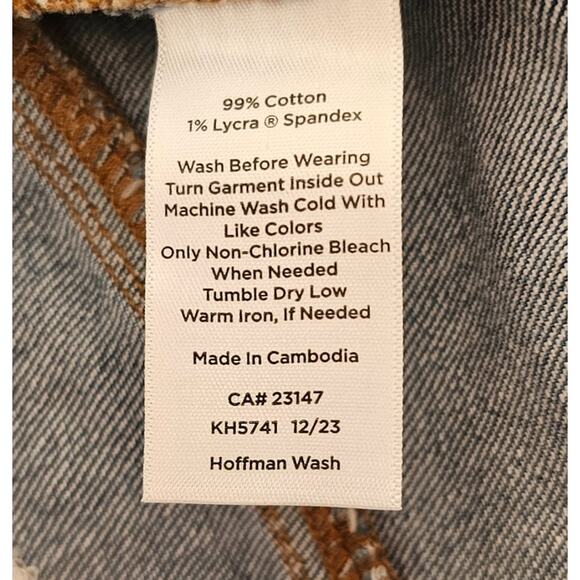 99% Cotton
1% Lycra ® Spandex
Wash Before Wearing
Turn Garment Inside Out
Machine Wash Cold With
Like Colors
Only Non-Chlorine Bleach
When Needed
Tumble Dry Low
Warm Iron, If Needed
Made In Cambodia
CA# 23147
KH5741 12/23
Hoffman Wash